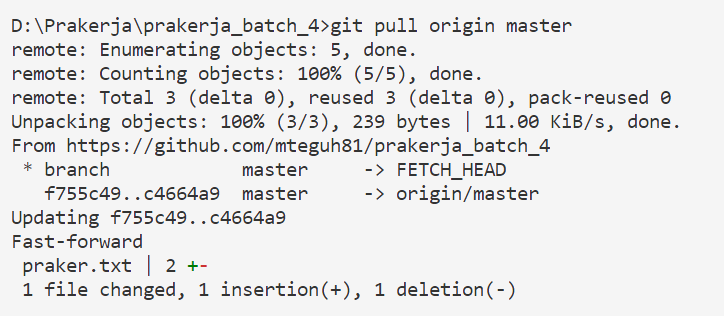 D:\Prakerja\prakerja_batch_4>git pull origin master
remote: Enumerating objects: 5, done.
remote: Counting objects: 100% (5/5), done.
remote: Total 3 (delta 0), reused 3 (delta 0), pack-reused 0
Unpacking objects: 100% (3/3), 239 bytes | 11.00 KiB/s, done.
From https://github.com/mteguh81/prakerja_batch_4
 * branch            master     -> FETCH_HEAD
   f755c49..c4664a9  master     -> origin/master
Updating f755c49..c4664a9
Fast-forward
 praker.txt | 2 +-
 1 file changed, 1 insertion(+), 1 deletion(-)